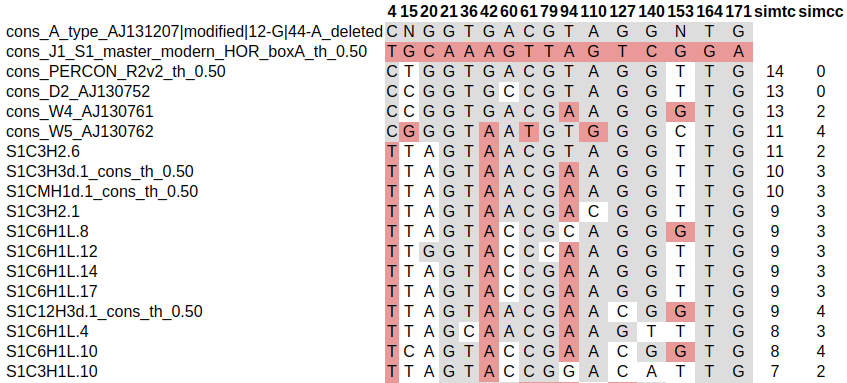 4 15 20 21 36 42 60 61 79 94 110 127 140 153 164 171 simtc simcc
cons_A_type_AJ131207|modified|12-G|44-A_deleted C N G G T G A C G T A G G N T G
cons_J1_S1_master_modern_HOR_boxA_th_0.50 T G C A A A G T T A G T C G G A
cons_PERCON_R2v2_th_0.50 C T G G T G A C G T A G G T T G 14 0
cons_D2_AJ130752 C C G G T G C C G T A G G T T G 13 0
cons_W4_AJ130761 C C G G T G A C G A A G G G T G 13 2
cons_W5_AJ130762 C G G G T A A T G T G G G C T G 11 4
S1C3H2.6 T T A G T A A C G T A G G T T G 11 2
S1C3H3d.1_cons_th_0.50 T T A G T A A C G A A G G T T G 10 3
S1CMH1d.1_cons_th_0.50 T T A G T A A C G A A G G T T G 10 3
S1C3H2.1 T T A G T A A C G A C G G T T G 9 3
S1C6H1L.8 T T A G T A C C G C A G G G T G 9 3
S1C6H1L.12 T T G G T A C C C A A G G T T G 9 3
S1C6H1L.14 T T A G T A C C G A A G G T T G 9 3
S1C6H1L.17 T T A G T A C C G A A G G T T G 9 3
S1C12H3d.1_cons_th_0.50 T T A G T A A C G A A C G G T G 9 4
S1C6H1L.4 T T A G C A A C G A A G T T T G 8 3
S1C6H1L.10 T C A G T A C C G A A C G G T G 8 4
S1C3H1L.10 T T A G T A C C G G A C A T T G 7 2